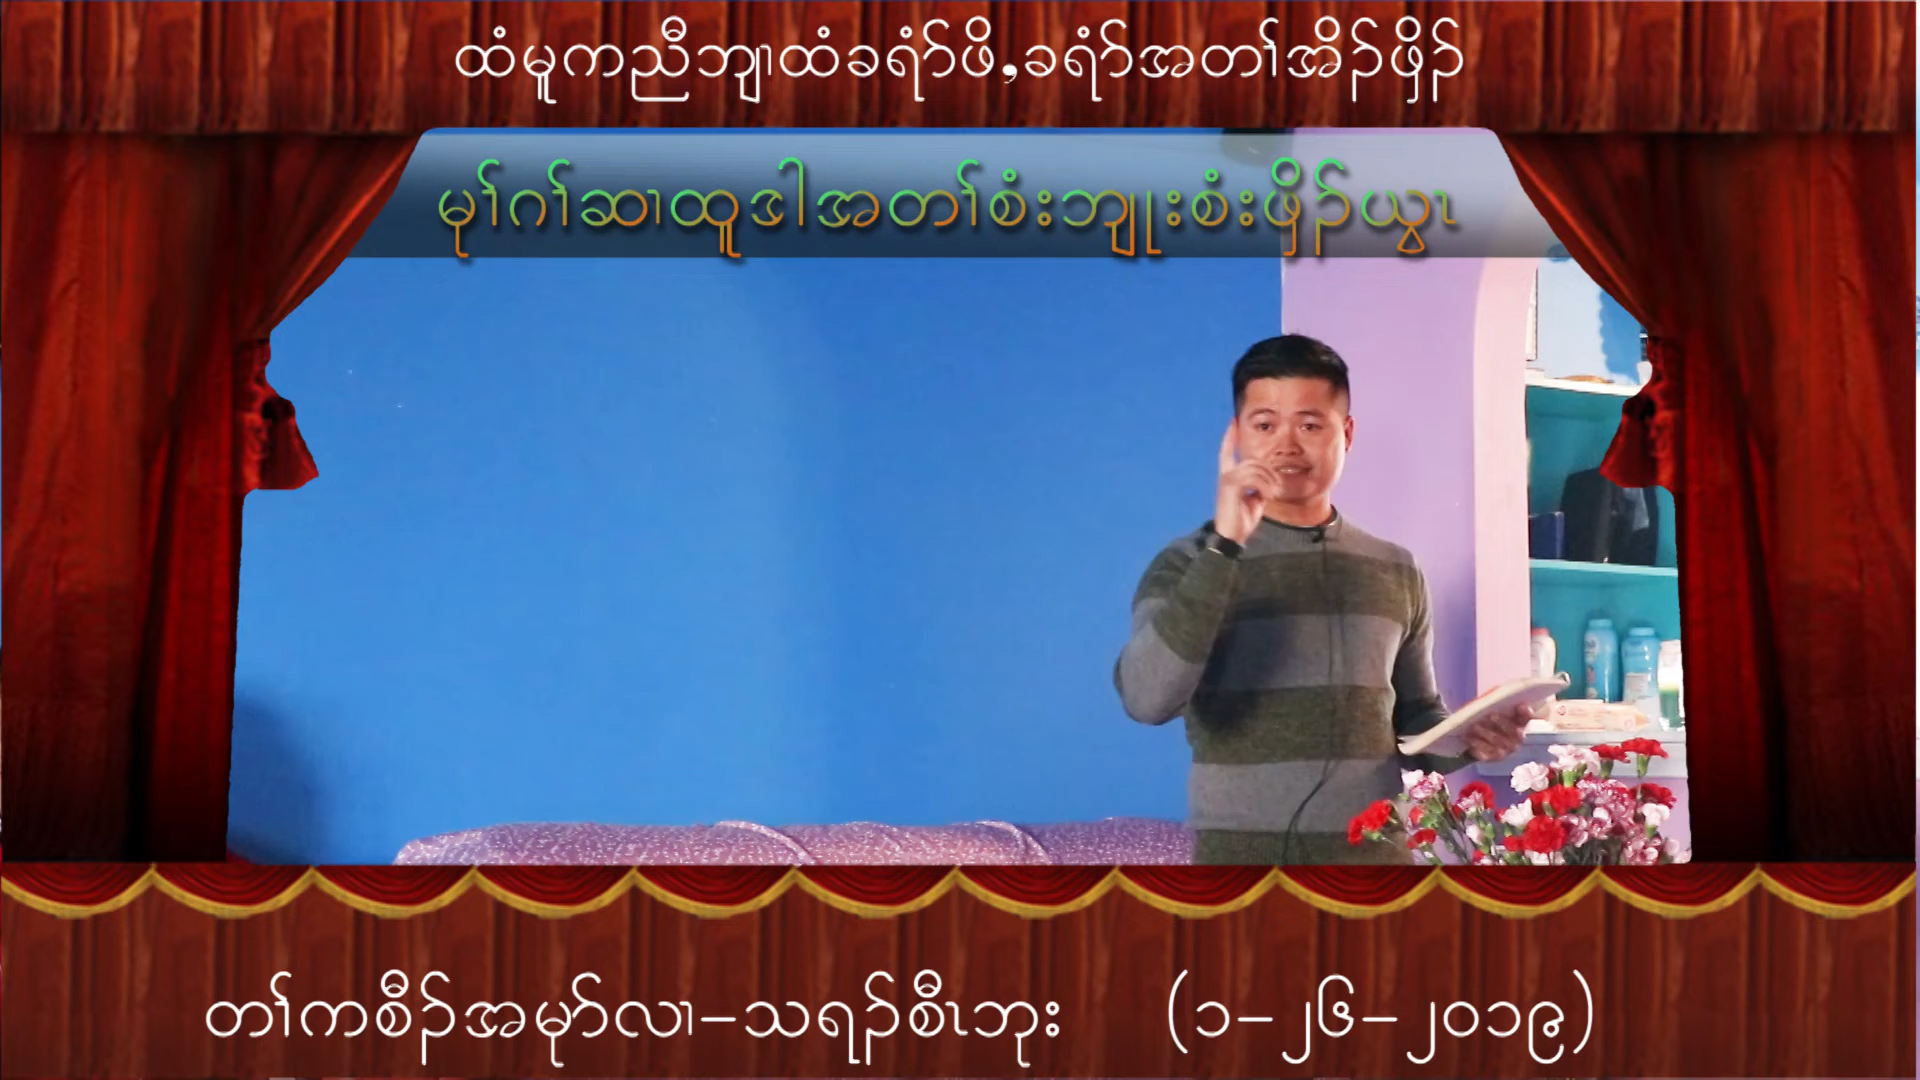 ထံမူကညီဘျၢထံခရံာ်ဖိ,ခရံာ်အတၢ်အိၣ်ဖှိၣ်
မုၢ်ဂၢ်ဆၢထူဒါအတၢ်စံးဘျုးစံးဖှိၣ်ယွၤ
တၢ်ကစီၣ်အမုာ်လၢ–သရၣ်စီၤဘုး (၁–၂၆–၂၀၁၉)